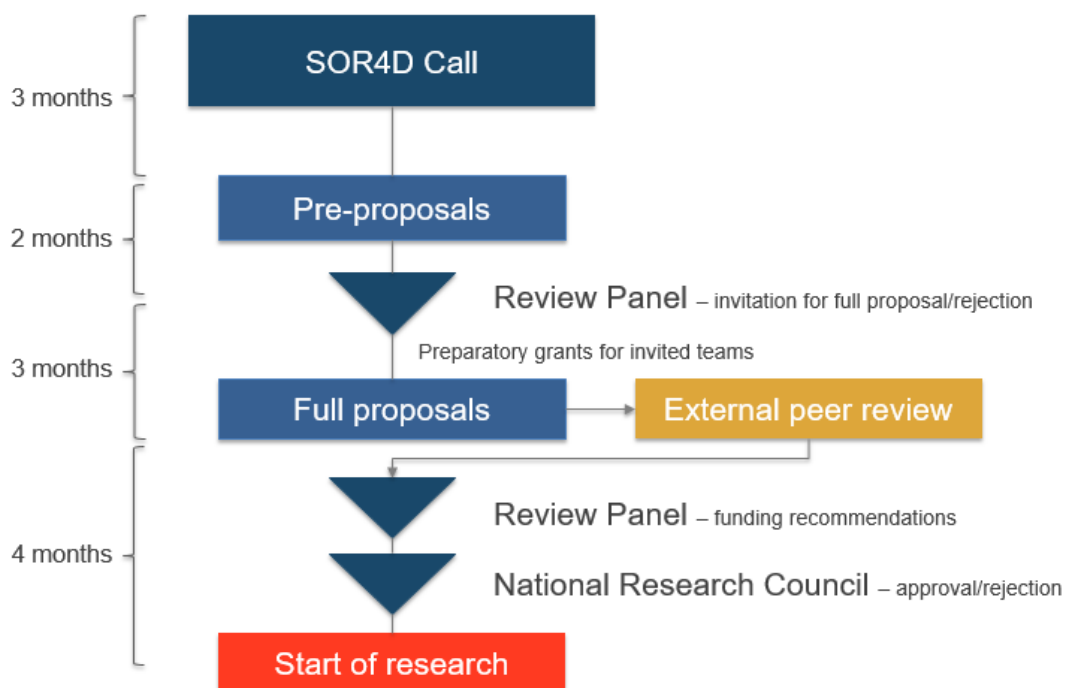 SOR4D Call
3 months
Pre-proposals
2 months
Review Panel – invitation for full proposal/rejection
Preparatory grants for invited teams
3 months
Full proposals
External peer review
Review Panel – funding recommendations
4 months
National Research Council – approval/rejection
Start of research